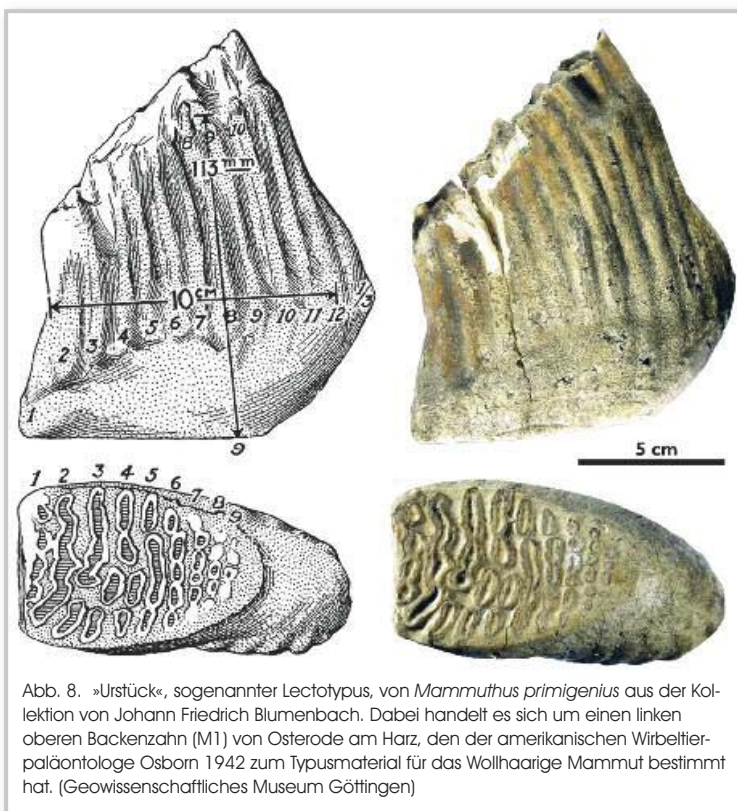 8 9 10
113 mm
10 cm
2 3 4 5 6 7 8 9 10 11 12 13
1
9
5 cm
1 2 3 4 5 6 7 8 9
Abb. 8. »Urstück«, sogenannter Lectotypus, von Mammuthus primigenius aus der Kol-
lektion von Johann Friedrich Blumenbach. Dabei handelt es sich um einen linken
oberen Backenzahn (M1) von Osterode am Harz, den der amerikanischen Wirbeltier-
paläontologe Osborn 1942 zum Typusmaterial für das Wollhaarige Mammut bestimmt
hat. (Geowissenschaftliches Museum Göttingen)